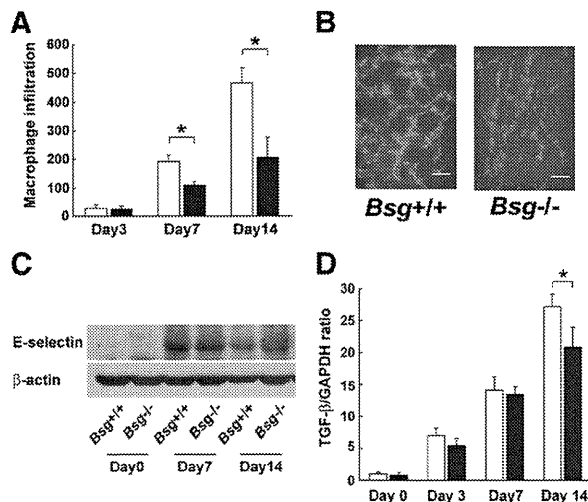 A
Macrophage infiltration
600
500
400
300
200
100
0
*
*
Day3 Day7 Day14
B
Bsg+/+ Bsg-/-
C
E-selectin
β-actin
Bsg+/+ Bsg-/- Bsg+/+ Bsg-/- Bsg+/+ Bsg-/-
Day0 Day7 Day14
D
TGF-β/GAPDH ratio
30
25
20
15
10
5
0
*
Day 0 Day 3 Day7 Day 14